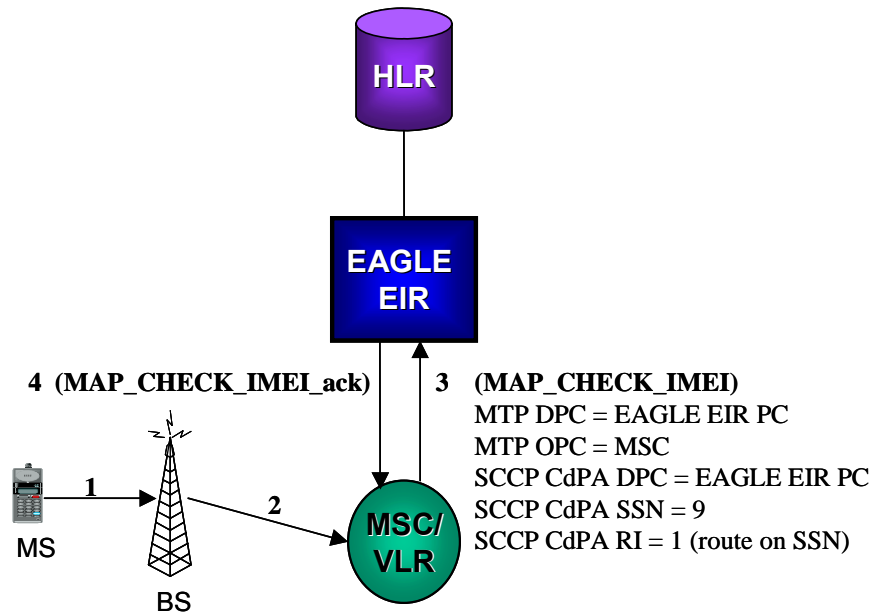 HLR
EAGLE
EIR
4 (MAP_CHECK_IMEI_ack)
3 (MAP_CHECK_IMEI)
MTP DPC = EAGLE EIR PC
MTP OPC = MSC
SCCP CdPA DPC = EAGLE EIR PC
SCCP CdPA SSN = 9
SCCP CdPA RI = 1 (route on SSN)
1
2
MS
BS
MSC/
VLR